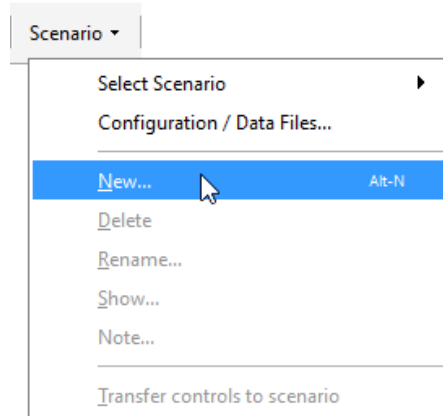 Scenario
Select Scenario
Configuration / Data Files...
New... Alt-N
Delete
Rename...
Show...
Note...
Transfer controls to scenario